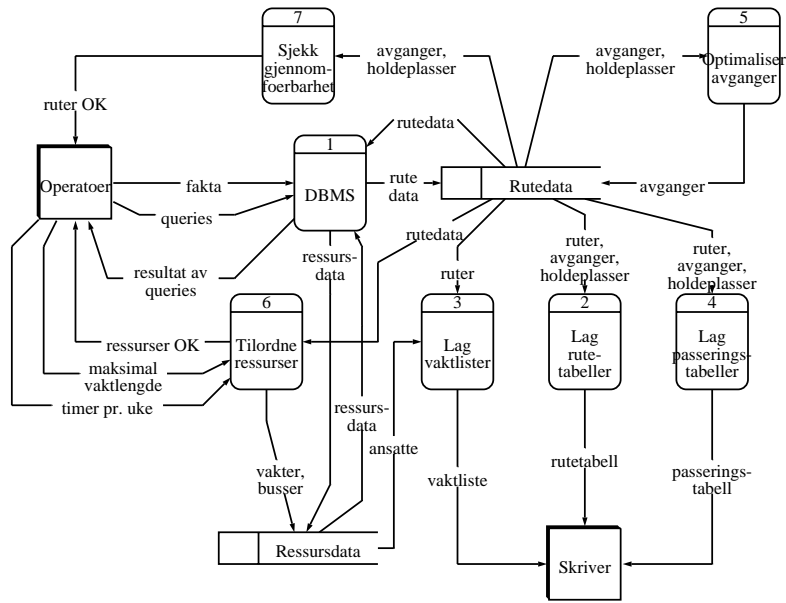 7
Sjekk
gjennom-
foerbarhet
avganger,
holdeplasser
avganger,
holdeplasser
5
Optimaliser
avganger
ruter OK
rutedata
1
DBMS
Operatoer
fakta
queries
rute
data
Rutedata
avganger
resultat av
queries
ressurs-
data
rutedata
ruter
ruter,
avganger,
holdeplasser
ruter,
avganger,
holdeplasser
6
Tilordne
ressurser
3
Lag
vaktlister
2
Lag
rute-
tabeller
4
Lag
passerings-
tabeller
ressurser OK
maksimal
vaktlengde
timer pr. uke
ressurs-
data
ansatte
vakter,
busser
vaktliste
rutetabell
passerings-
tabell
Ressursdata
Skriver